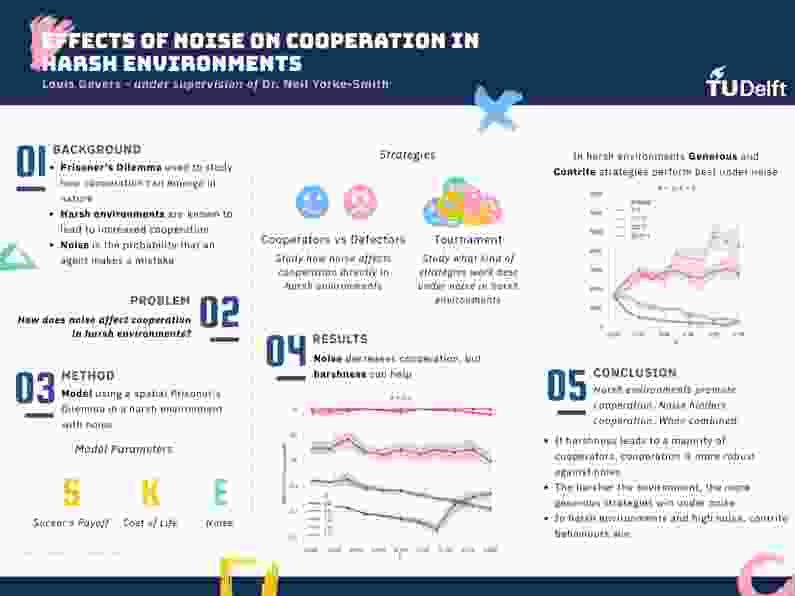 EFFECTS OF NOISE ON COOPERATION IN
HARSH ENVIRONMENTS
Louis Gevers - under supervision of Dr. Neil Yorke-Smith
TUDelft
01
BACKGROUND
Prisoner's Dilemma used to study
how cooperation can emerge in
nature
Harsh environments are known to
lead to increased cooperation
Noise is the probability that an
agent makes a mistake
PROBLEM
02
How does noise affect cooperation
in harsh environments?
03
METHOD
Model using a spatial Prisoner's
Dilemma in a harsh environment
with noise
Model Parameters
S K E
Sucker's Payoff Cost of Life Noise
Strategies
Cooperators vs Defectors
Study how noise affects
cooperation directly in
harsh environments
Tournament
Study what kind of
strategies work best
under noise in harsh
environments
04
RESULTS
Noise decreases cooperation, but
harshness can help
In harsh environments Generous and
Contrite strategies perform best under noise
05
CONCLUSION
Harsh environments promote
cooperation. Noise hinders
cooperation. When combined:
If harshness leads to a majority of
cooperators, cooperation is more robust
against noise
The harsher the environment, the more
generous strategies win under noise
In harsh environments and high noise, contrite
behaviours win